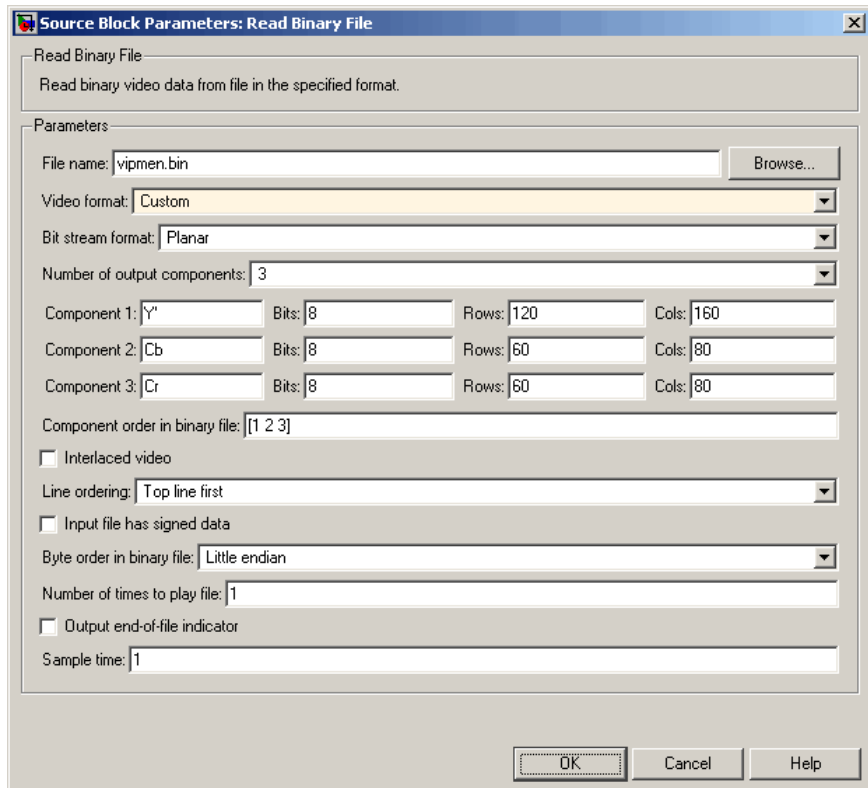 Source Block Parameters: Read Binary File
Read Binary File
Read binary video data from file in the specified format.
Parameters
File name: vipmen.bin Browse...
Video format: Custom
Bit stream format: Planar
Number of output components: 3
Component 1: Y' Bits: 8 Rows: 120 Cols: 160
Component 2: Cb Bits: 8 Rows: 60 Cols: 80
Component 3: Cr Bits: 8 Rows: 60 Cols: 80
Component order in binary file: [1 2 3]
Interlaced video
Line ordering: Top line first
Input file has signed data
Byte order in binary file: Little endian
Number of times to play file: 1
Output end-of-file indicator
Sample time: 1
OK Cancel Help